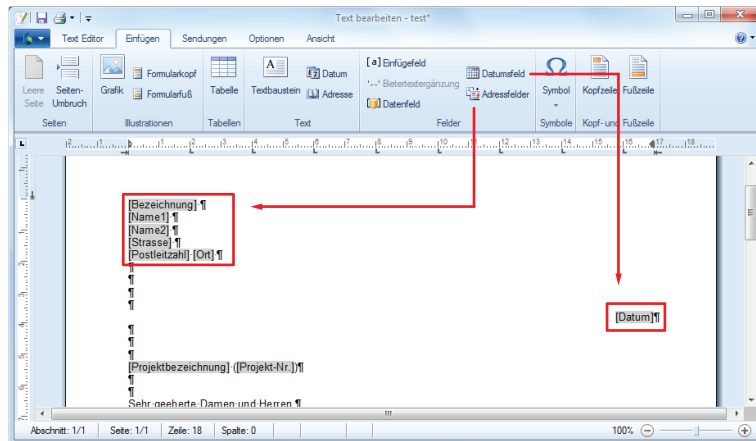 Text bearbeiten - test*
Text Editor Einfügen Sendungen Optionen Ansicht
Leere Seite
Seiten-Umbruch
Seiten
Grafik
Formularkopf
Formularfuß
Illustrationen
Tabelle
Tabellen
Textbaustein
Datum
Adresse
Text
[a] Einfügefeld
Bietertextergänzung
Datenfeld
Datumsfeld
Adressfelder
Felder
Symbol
Symbole
Kopfzeile Fußzeile
Kopf- und Fußzeile
[Bezeichnung]·¶
[Name1]·¶
[Name2]·¶
[Strasse]·¶
[Postleitzahl]·[Ort]·¶
¶
¶
¶
¶
[Datum]¶
¶
¶
¶
[Projektbezeichnung]·([Projekt-Nr.])¶
¶
¶
Sehr·geehrte·Damen·und·Herren·¶
Abschnitt: 1/1 Seite: 1/1 Zeile: 18 Spalte: 0 100%